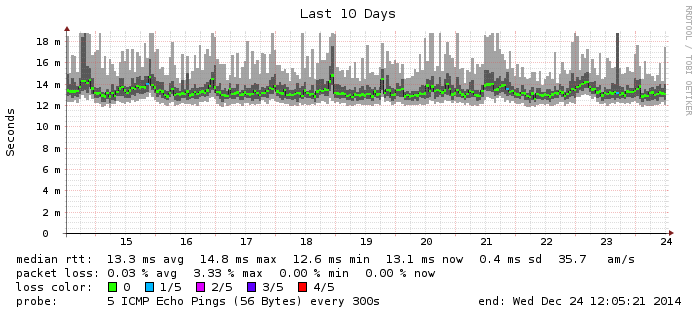 Last 10 Days
RRDTOOL / TOBI OETIKER
Seconds
18 m
16 m
14 m
12 m
10 m
8 m
6 m
4 m
2 m
0
15 16 17 18 19 20 21 22 23 24
median rtt: 13.3 ms avg 14.8 ms max 12.6 ms min 13.1 ms now 0.4 ms sd 35.7 am/s
packet loss: 0.03 % avg 3.33 % max 0.00 % min 0.00 % now
loss color: 0 1/5 2/5 3/5 4/5
probe: 5 ICMP Echo Pings (56 Bytes) every 300s end: Wed Dec 24 12:05:21 2014